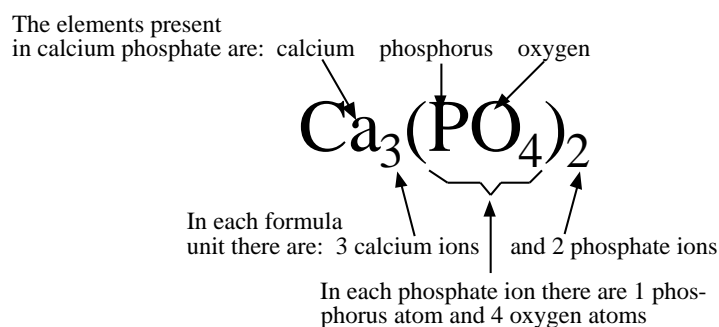 The elements present
in calcium phosphate are: calcium phosphorus oxygen
Ca₃(PO₄)₂
In each formula
unit there are: 3 calcium ions and 2 phosphate ions
In each phosphate ion there are 1 phos-
phorus atom and 4 oxygen atoms